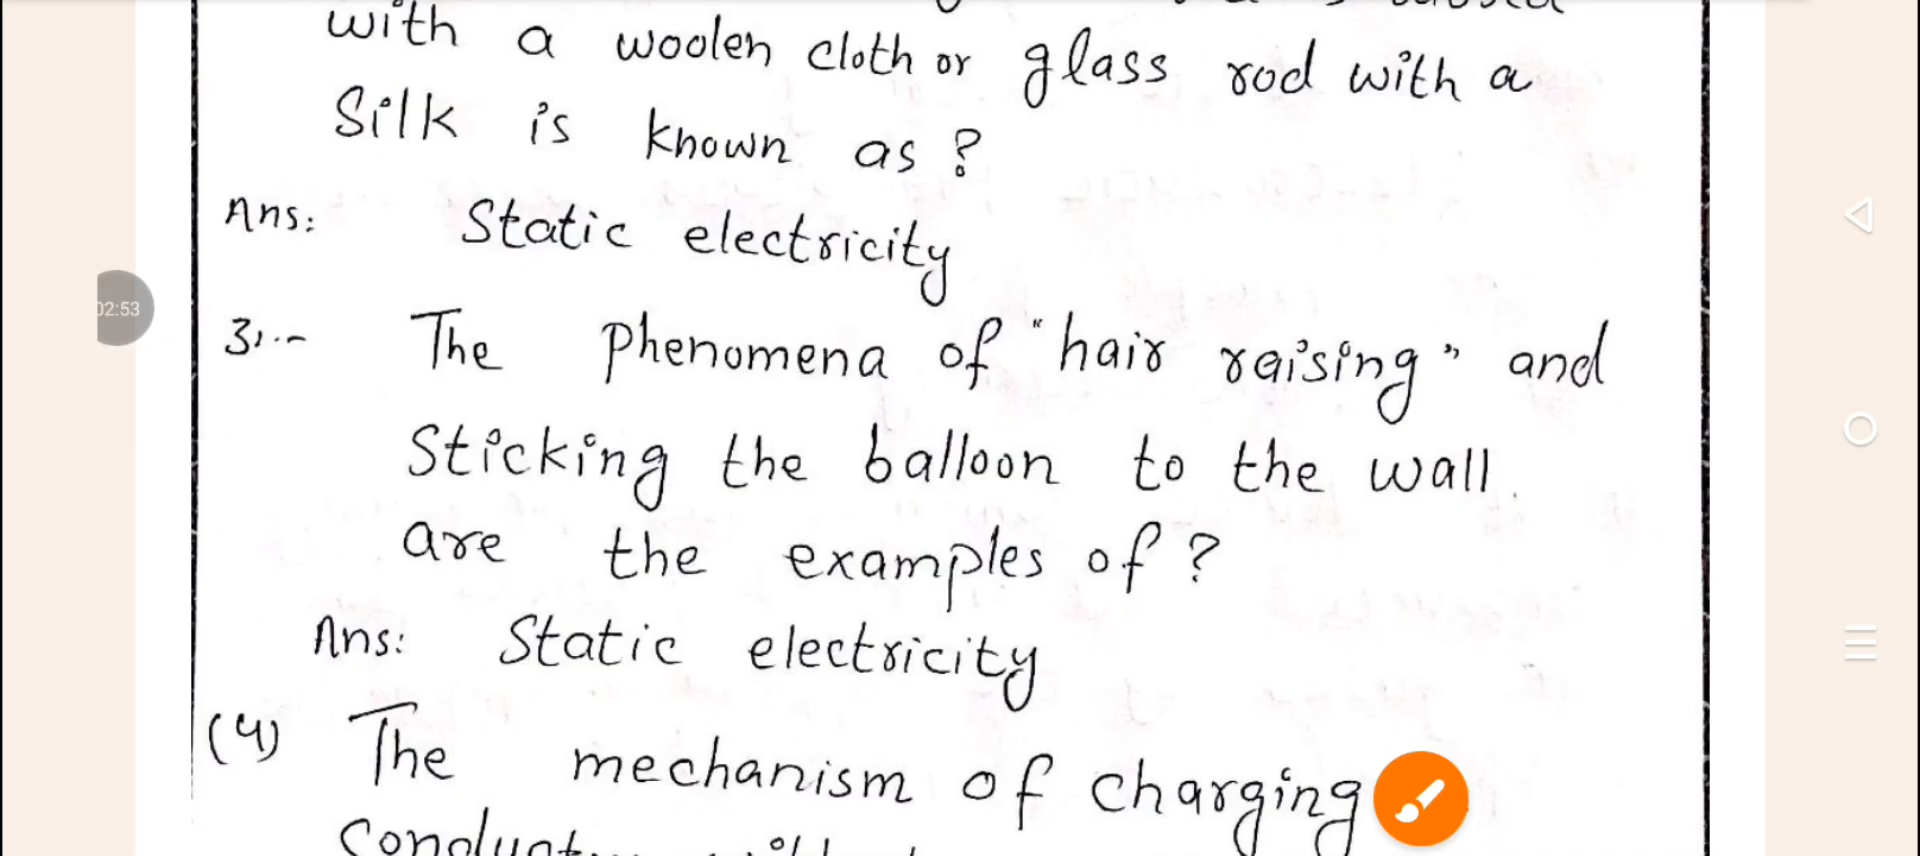 with a woolen cloth or glass rod with a
Silk is known as ?
Ans: Static electricity
02:53
3.-- The Phenomena of "hair raising" and
Sticking the balloon to the wall.
are the examples of ?
Ans: Static electricity
(4) The mechanism of charging